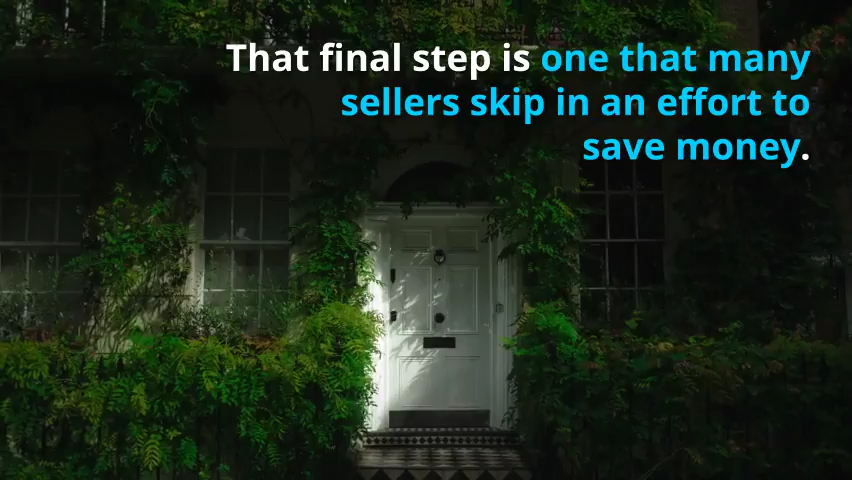 That final step is one that many
sellers skip in an effort to
save money.